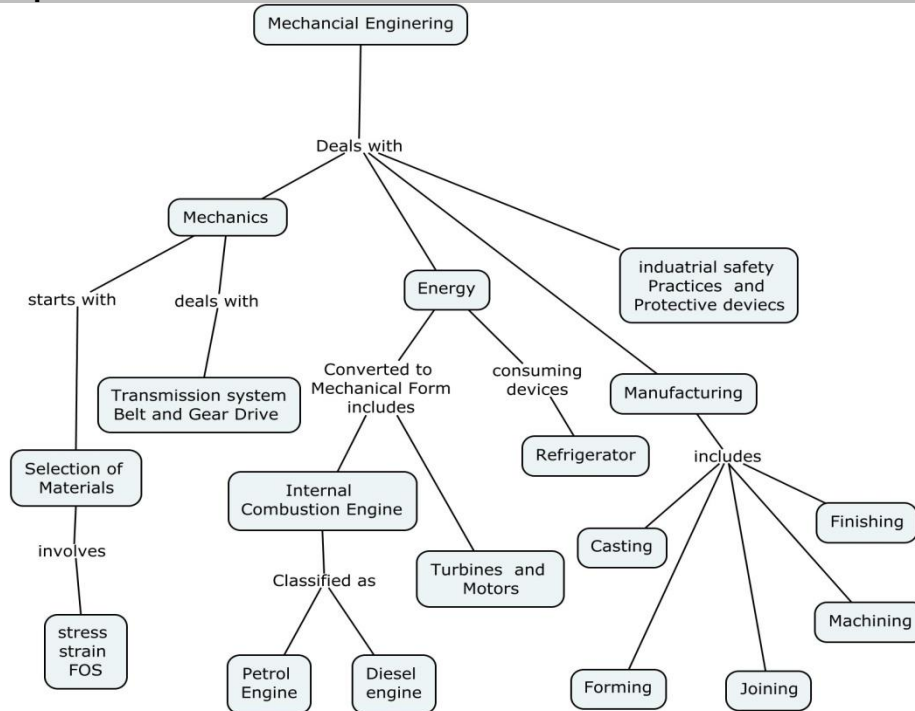 Mechancial Enginering
Deals with
Mechanics
starts with
deals with
Transmission system
Belt and Gear Drive
Selection of
Materials
involves
stress
strain
FOS
Energy
Converted to
Mechanical Form
includes
consuming
devices
Refrigerator
Internal
Combustion Engine
Turbines and
Motors
Classified as
Petrol
Engine
Diesel
engine
induatrial safety
Practices and
Protective deviecs
Manufacturing
includes
Casting
Forming
Joining
Machining
Finishing